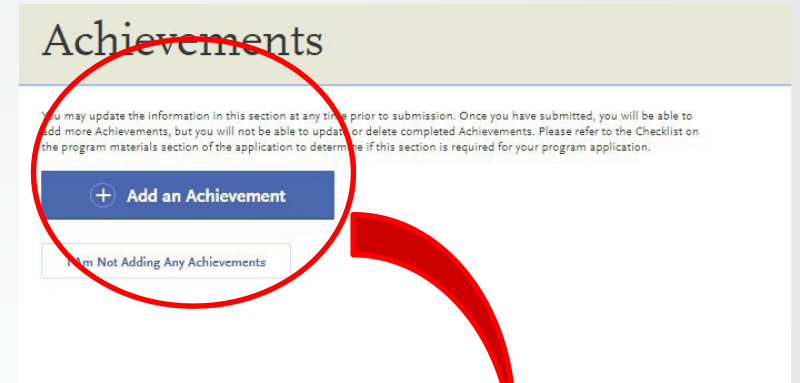 Achievements
You may update the information in this section at any time prior to submission. Once you have submitted, you will be able to
add more Achievements, but you will not be able to update or delete completed Achievements. Please refer to the Checklist on
the program materials section of the application to determine if this section is required for your program application.
+ Add an Achievement
I Am Not Adding Any Achievements